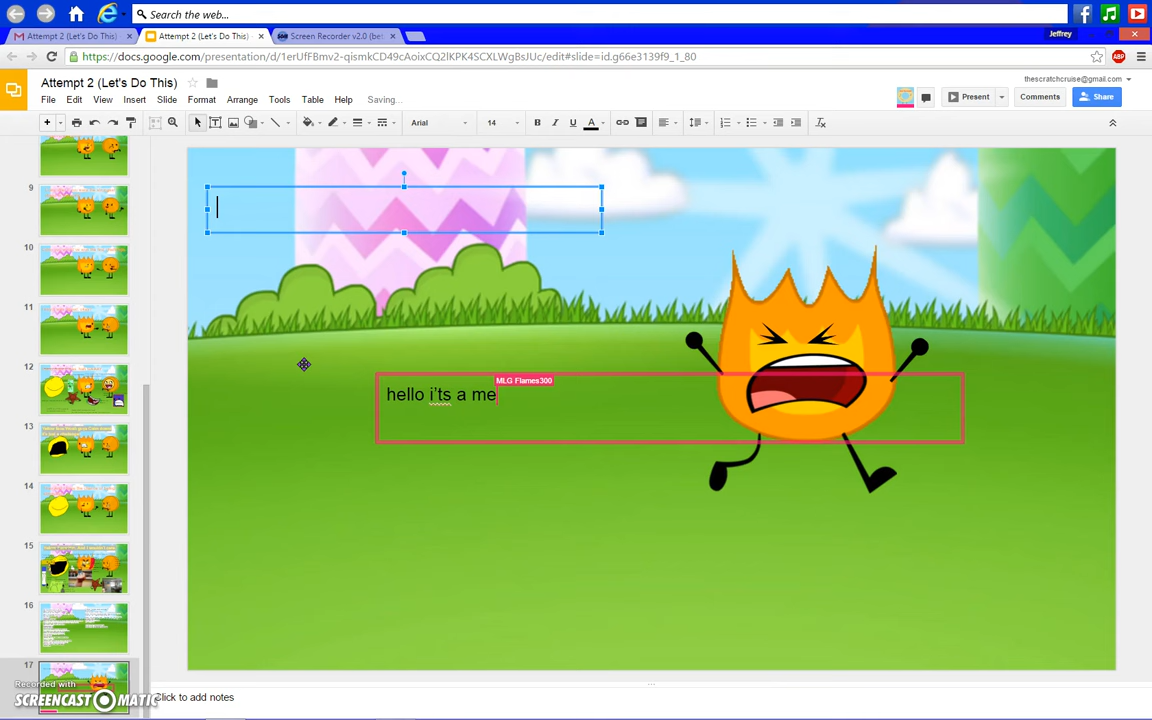 Search the web...
Attempt 2 (Let's Do This)
Attempt 2 (Let's Do This) -
Screen Recorder v2.0 (bet
Jeffrey
https://docs.google.com/presentation/d/1erUfFBmv2-qismkCD49cAoixCQ2lKPK4SCXLWgBsJUc/edit#slide=id.g66e3139f9_1_80
ABP
Attempt 2 (Let's Do This)
thescratchcruise@gmail.com
File Edit View Insert Slide Format Arrange Tools Table Help Saving...
Present
Comments
Share
Arial
14
B I U A
MLG Flames300
hello i'ts a me
9
10
11
12
13
14
15
16
17
Recorded with
SCREENCAST-O-MATIC
Click to add notes